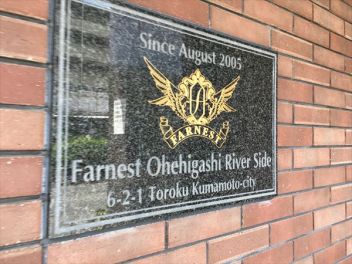 Since August 2005
FARNEST
Farnest Ohehigashi River Side
6-2-1 Toroku Kumamoto-city